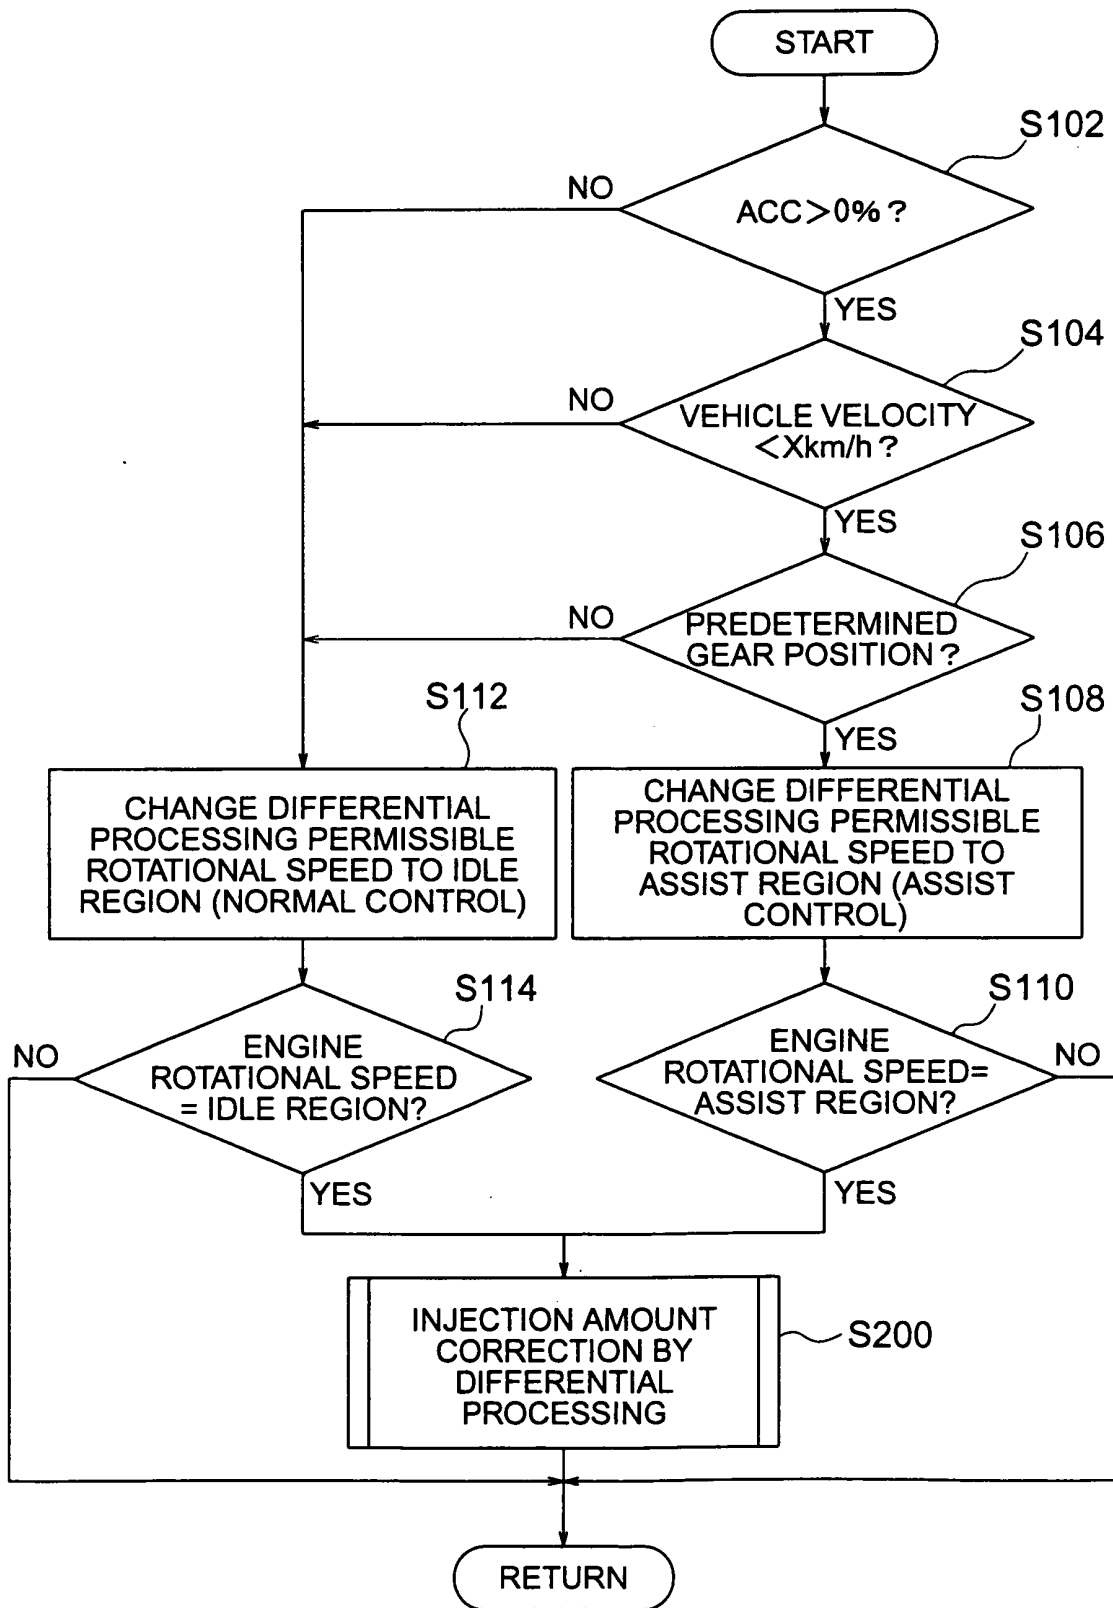 START
S102
NO
ACC>0%?
YES
S104
NO
VEHICLE VELOCITY
<Xkm/h?
YES
S106
NO
PREDETERMINED
GEAR POSITION?
YES
S112
S108
CHANGE DIFFERENTIAL
PROCESSING PERMISSIBLE
ROTATIONAL SPEED TO IDLE
REGION (NORMAL CONTROL)
CHANGE DIFFERENTIAL
PROCESSING PERMISSIBLE
ROTATIONAL SPEED TO
ASSIST REGION (ASSIST
CONTROL)
S114
S110
NO
ENGINE
ROTATIONAL SPEED
= IDLE REGION?
YES
ENGINE
ROTATIONAL SPEED=
ASSIST REGION?
NO
YES
INJECTION AMOUNT
CORRECTION BY
DIFFERENTIAL
PROCESSING
S200
RETURN